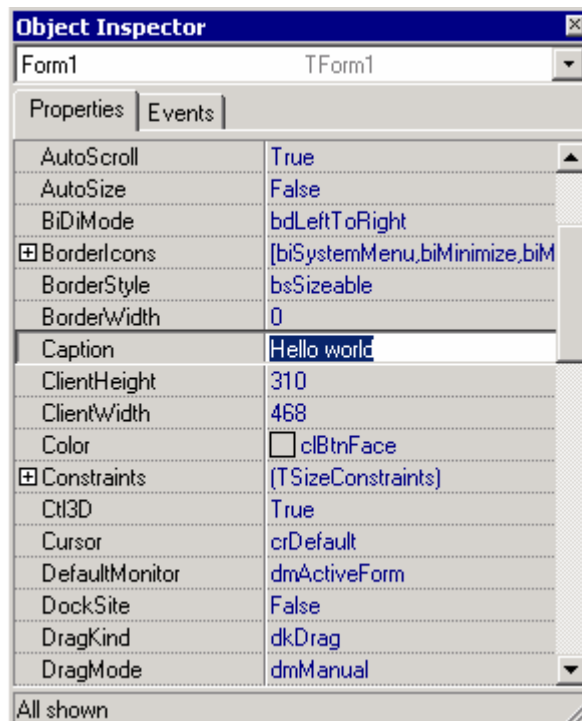 Object Inspector
Form1 TForm1
Properties Events
AutoScroll True
AutoSize False
BiDiMode bdLeftToRight
BorderIcons [biSystemMenu,biMinimize,biM
BorderStyle bsSizeable
BorderWidth 0
Caption Hello world
ClientHeight 310
ClientWidth 468
Color clBtnFace
Constraints (TSizeConstraints)
Ctl3D True
Cursor crDefault
DefaultMonitor dmActiveForm
DockSite False
DragKind dkDrag
DragMode dmManual
All shown